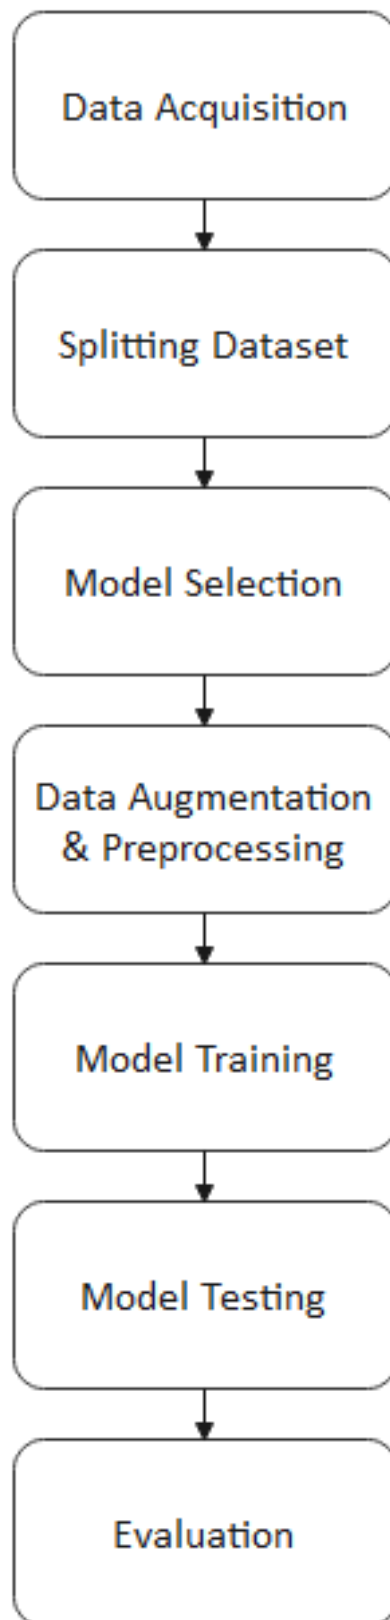 Data Acquisition
Splitting Dataset
Model Selection
Data Augmentation
& Preprocessing
Model Training
Model Testing
Evaluation